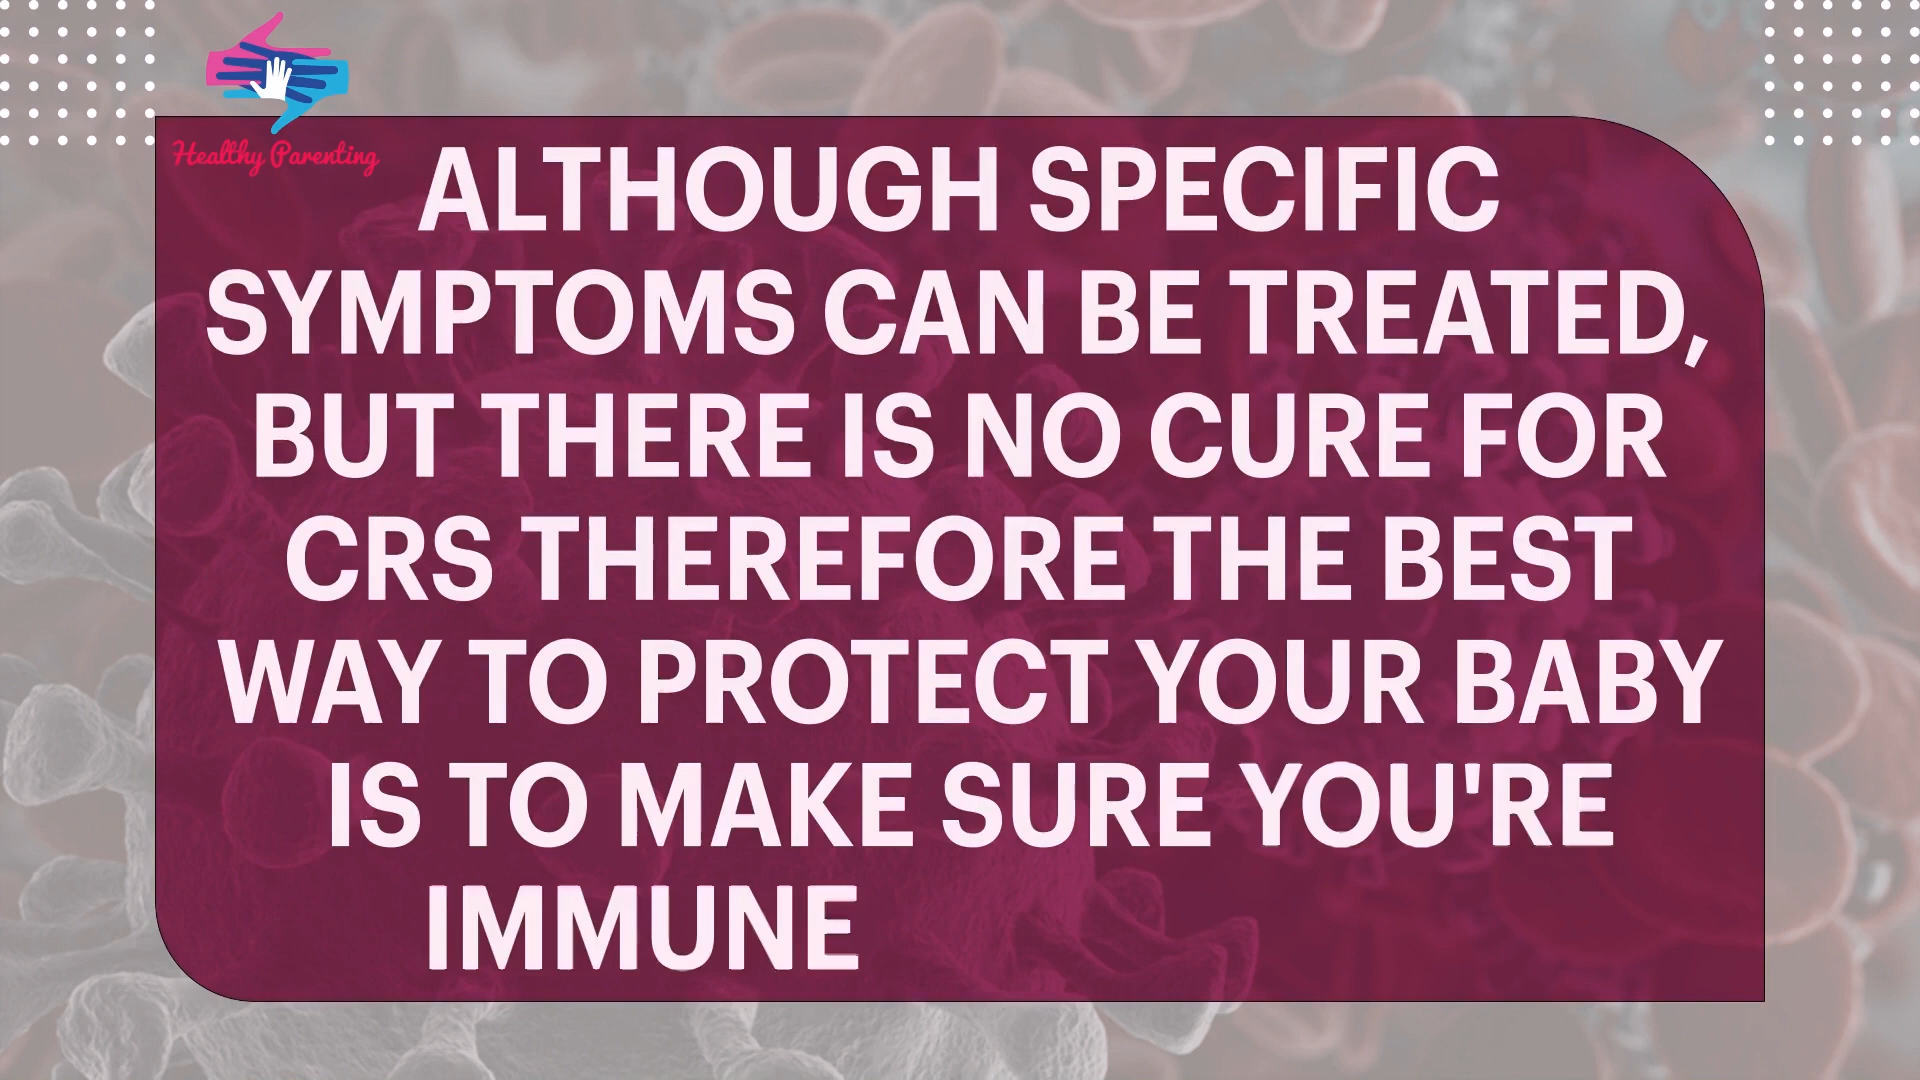 Healthy Parenting
ALTHOUGH SPECIFIC
SYMPTOMS CAN BE TREATED,
BUT THERE IS NO CURE FOR
CRS THEREFORE THE BEST
WAY TO PROTECT YOUR BABY
IS TO MAKE SURE YOU'RE
IMMUNE